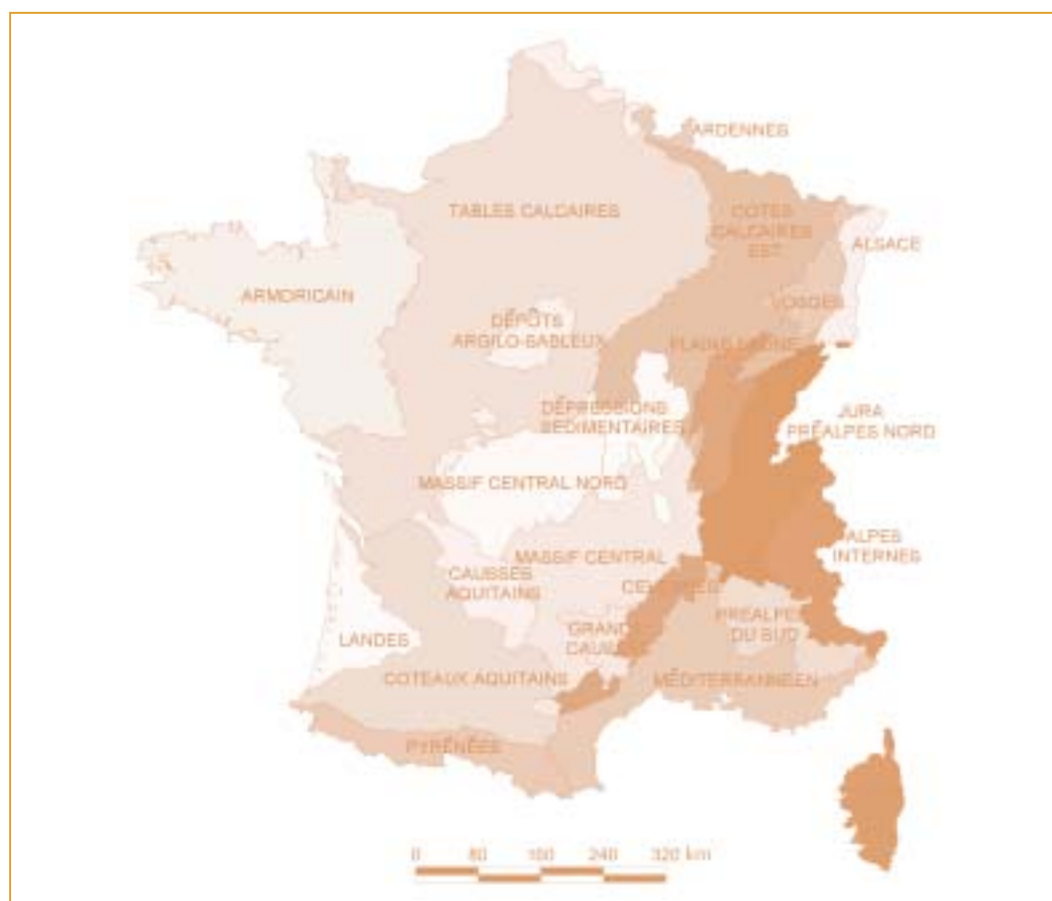 ARDENNES
TABLES CALCAIRES
COTES
CALCAIRES
EST
ALSACE
ARMORICAIN
VOSGES
DÉPÔTS
ARGILO-SABLEUX
PLAINE SAÔNE
DÉPRESSIONS
SÉDIMENTAIRES
JURA
PRÉALPES NORD
MASSIF CENTRAL NORD
ALPES
INTERNES
MASSIF CENTRAL
CAUSSES
AQUITAINS
CÉVENNES
PRÉALPES
DU SUD
GRANDS
CAUSSES
LANDES
COTEAUX AQUITAINS
MÉDITERRANNÉEN
PYRÉNÉES
0 80 160 240 320 km